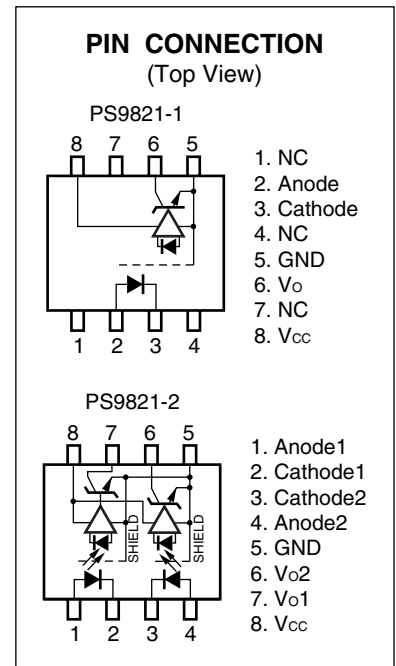 PIN CONNECTION
(Top View)
PS9821-1
8 7 6 5
1 2 3 4
1. NC
2. Anode
3. Cathode
4. NC
5. GND
6. Vo
7. NC
8. Vcc
PS9821-2
8 7 6 5
SHIELD SHIELD
1 2 3 4
1. Anode1
2. Cathode1
3. Cathode2
4. Anode2
5. GND
6. Vo2
7. Vo1
8. Vcc